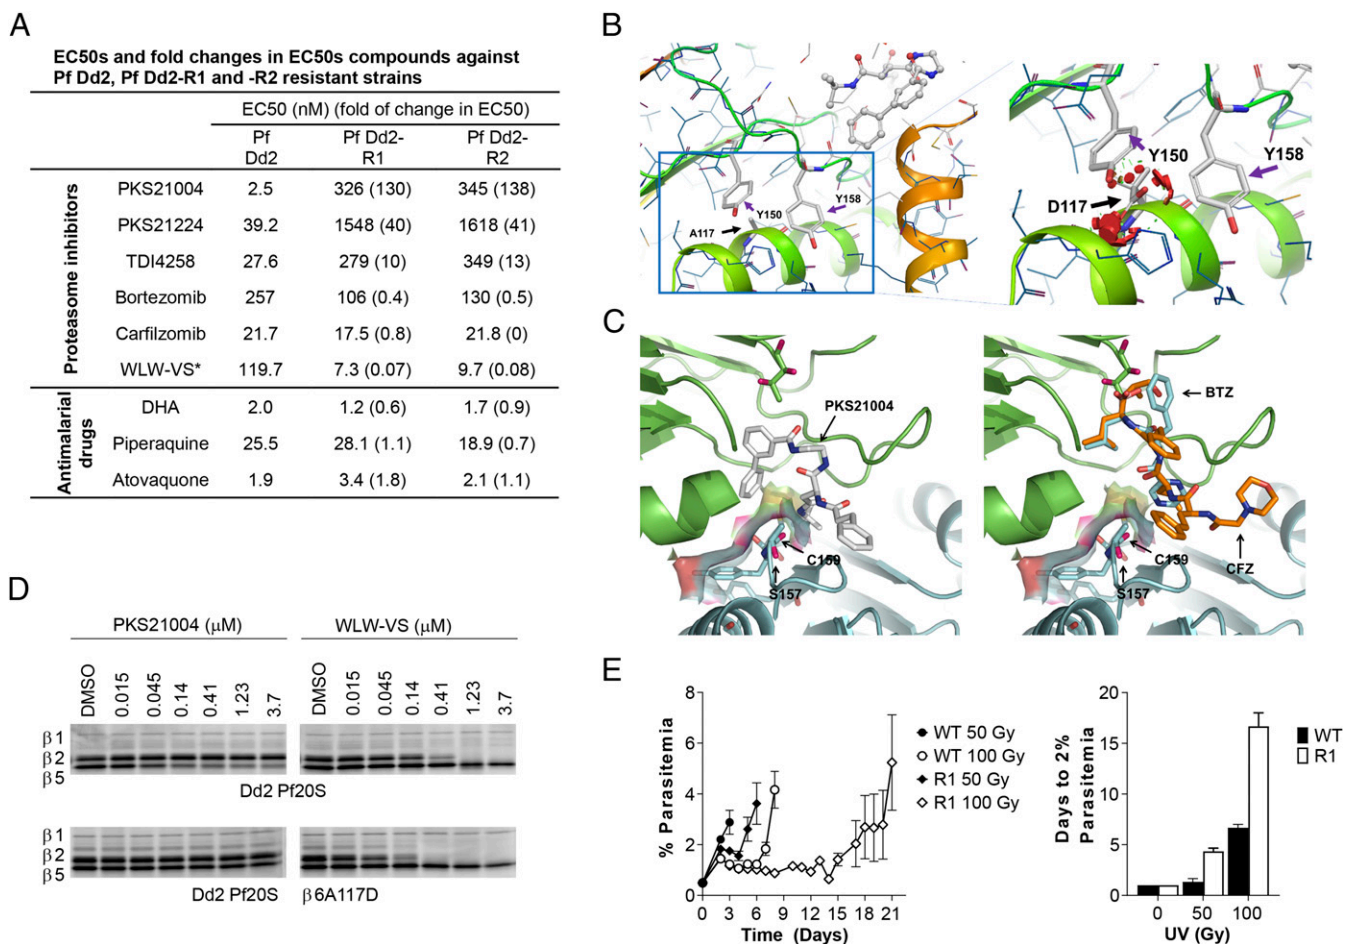 A
EC50s and fold changes in EC50s compounds against
Pf Dd2, Pf Dd2-R1 and -R2 resistant strains
EC50 (nM) (fold of change in EC50)
Pf Dd2 Pf Dd2-R1 Pf Dd2-R2
Proteasome inhibitors
PKS21004 2.5 326 (130) 345 (138)
PKS21224 39.2 1548 (40) 1618 (41)
TDI4258 27.6 279 (10) 349 (13)
Bortezomib 257 106 (0.4) 130 (0.5)
Carfilzomib 21.7 17.5 (0.8) 21.8 (0)
WLW-VS* 119.7 7.3 (0.07) 9.7 (0.08)
Antimalarial drugs
DHA 2.0 1.2 (0.6) 1.7 (0.9)
Piperaquine 25.5 28.1 (1.1) 18.9 (0.7)
Atovaquone 1.9 3.4 (1.8) 2.1 (1.1)
B
Y150
Y158
A117
Y150
Y158
D117
C
PKS21004
C159
S157
BTZ
C159
CFZ
S157
D
PKS21004 (μM) WLW-VS (μM)
DMSO 0.015 0.045 0.14 0.41 1.23 3.7 DMSO 0.015 0.045 0.14 0.41 1.23 3.7
β1
β2
β5
Dd2 Pf20S
β1
β2
β5
Dd2 Pf20S β6A117D
E
% Parasitemia
8
6
4
2
0
0 3 6 9 12 15 18 21
Time (Days)
WT 50 Gy
WT 100 Gy
R1 50 Gy
R1 100 Gy
Days to 2%
Parasitemia
20
15
10
5
0
0 50 100
UV (Gy)
WT
R1